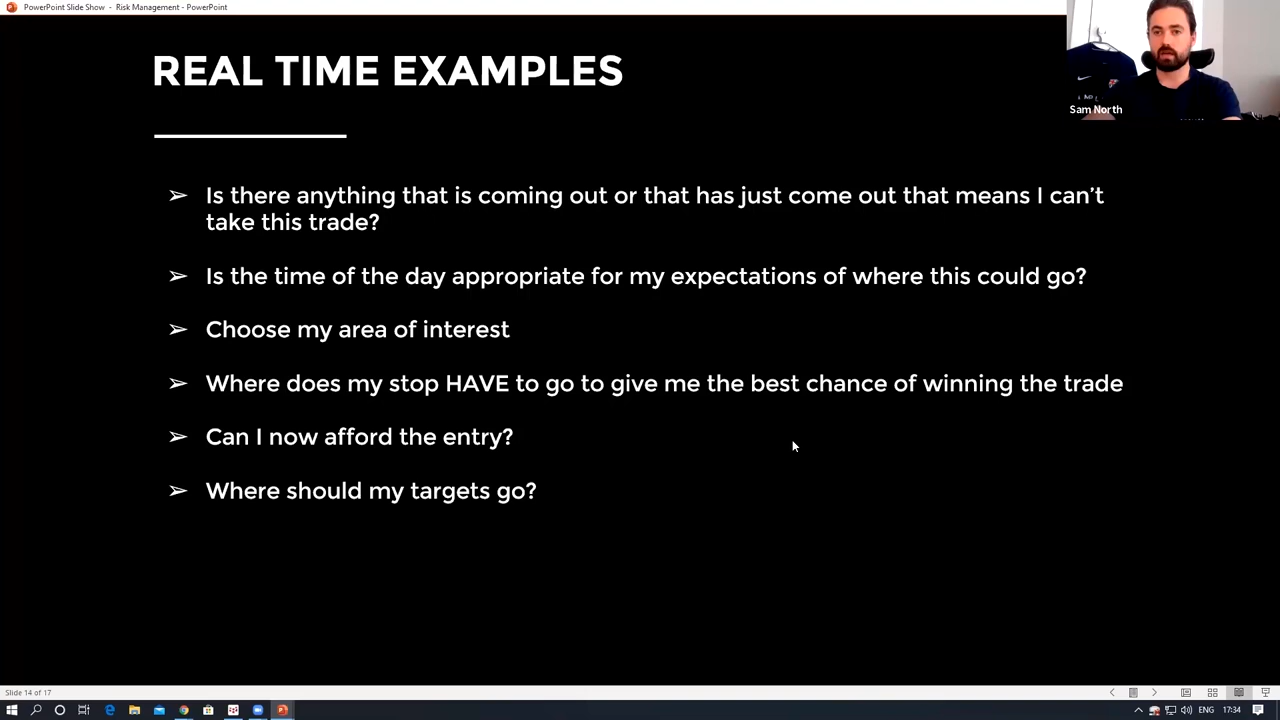 PowerPoint Slide Show - Risk Management - PowerPoint
REAL TIME EXAMPLES
Sam North
➢ Is there anything that is coming out or that has just come out that means I can’t
take this trade?
➢ Is the time of the day appropriate for my expectations of where this could go?
➢ Choose my area of interest
➢ Where does my stop HAVE to go to give me the best chance of winning the trade
➢ Can I now afford the entry?
➢ Where should my targets go?
Slide 14 of 17
ENG
17:34